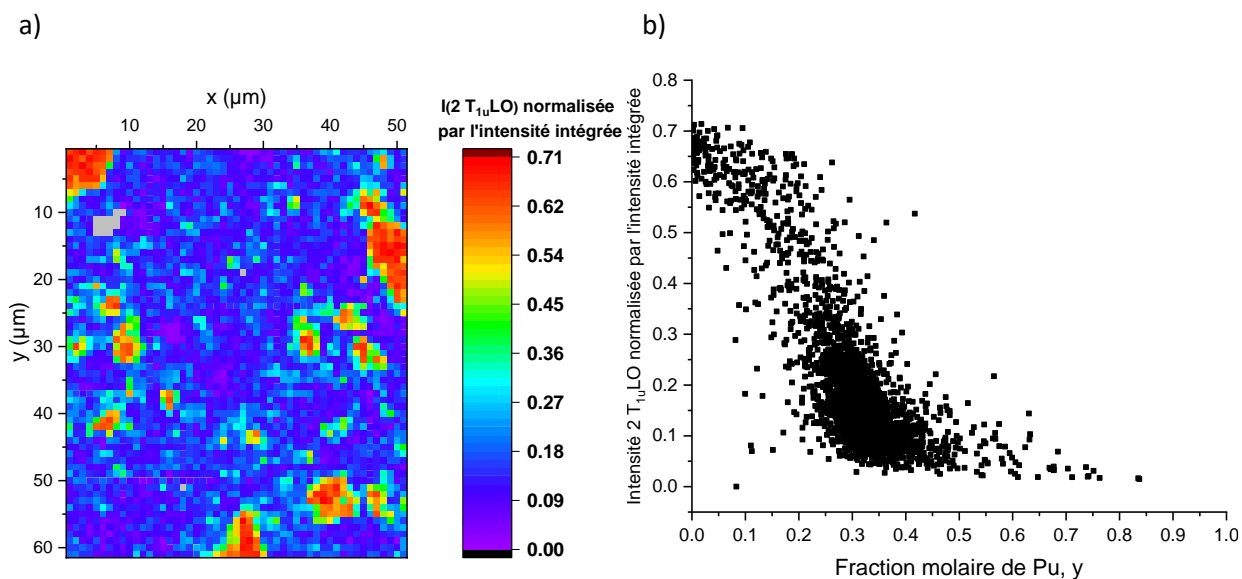 a)
x (µm)
10 20 30 40 50
10
20
30
40
50
60
y (µm)
I(2 T1uLO) normalisée
par l'intensité intégrée
0.71
0.62
0.54
0.45
0.36
0.27
0.18
0.09
0.00
b)
Intensité 2 T1uLO normalisée par l'intensité intégrée
0.8
0.7
0.6
0.5
0.4
0.3
0.2
0.1
0.0
0.0 0.1 0.2 0.3 0.4 0.5 0.6 0.7 0.8 0.9 1.0
Fraction molaire de Pu, y